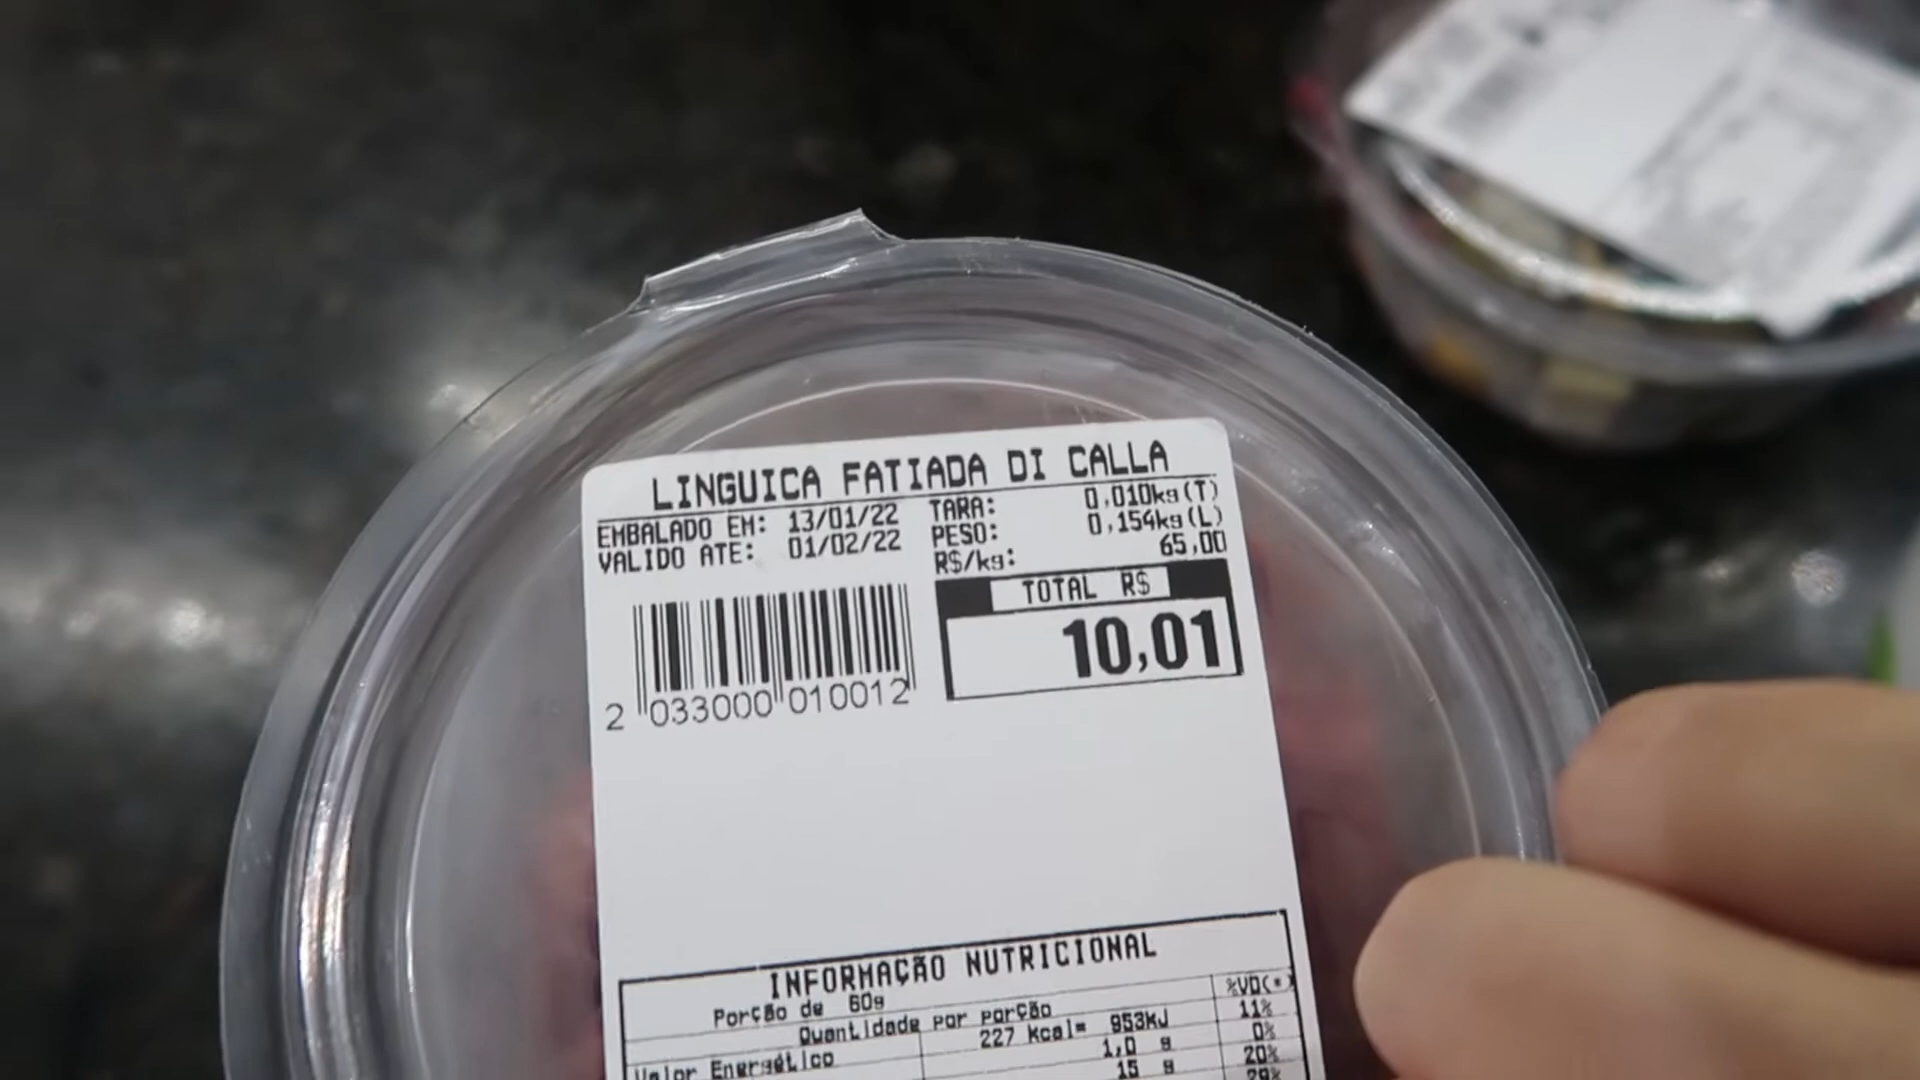 LINGUICA FATIADA DI CALLA
EMBALADO EM: 13/01/22
VALIDO ATE: 01/02/22
TARA: 0,010kg(T)
PESO: 0,154kg(L)
R$/kg: 65,00
TOTAL R$
10,01
2 033000 010012
INFORMAÇÃO NUTRICIONAL
Porção de 60g
Quantidade por porção %VD(*)
Valor Energético 227 kcal= 953kJ 11%
1,0 g 0%
15 g 20%
29%